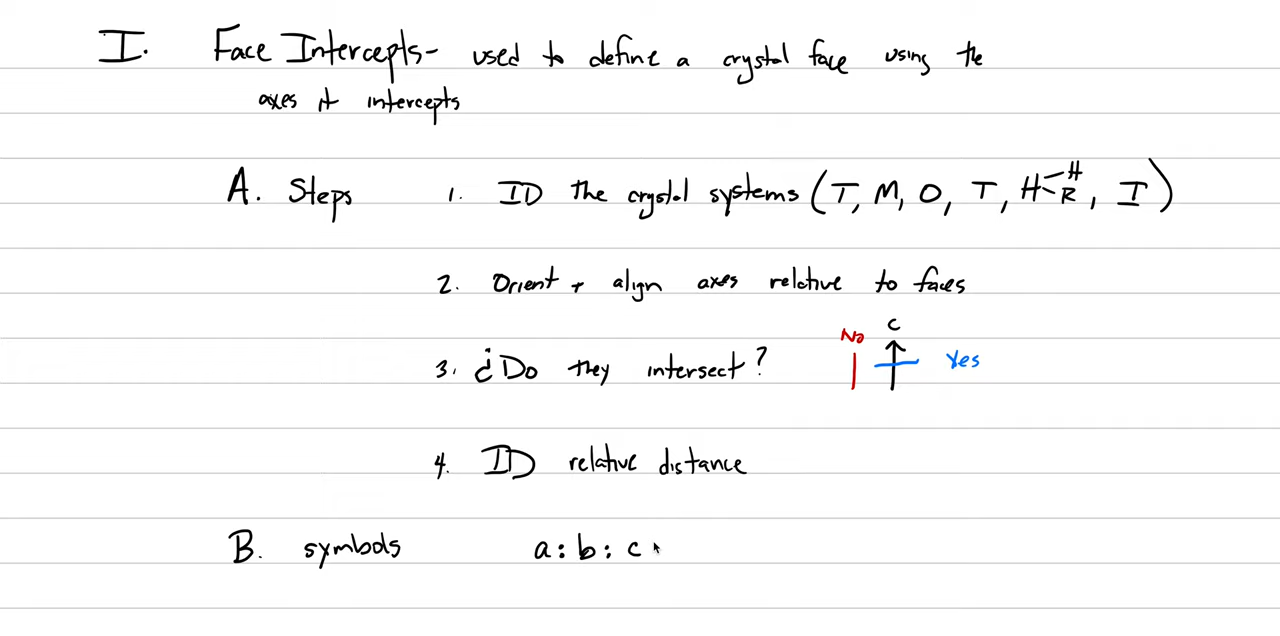 I. Face Intercepts- used to define a crystal face using the
axes it intercepts
A. Steps 1. ID the crystal systems (T, M, O, T, H<H R, I)
2. Orient + align axes relative to faces
No C
3. ¿Do they intersect? Yes
4. ID relative distance
B. symbols a:b:c